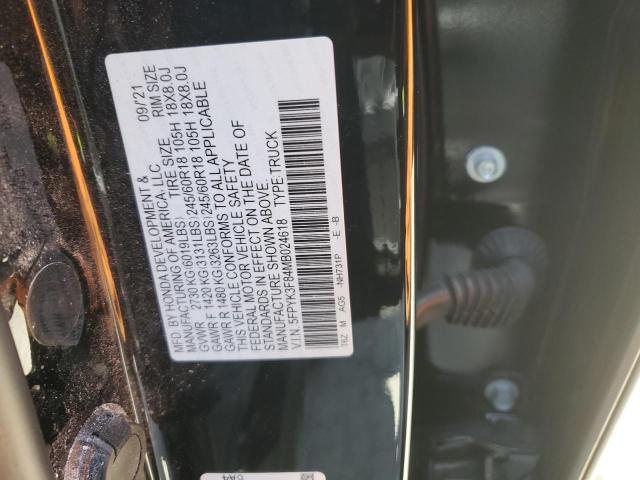 MFD. BY HONDA DEVELOPMENT & 09/21
MANUFACTURING OF AMERICA, LLC
TIRE SIZE RIM SIZE
GVWR 2730 KG (6019LBS)
GAWR F 1420 KG (3131LBS) 245/60R18 105H 18X8.0J
GAWR R 1480 KG (3263LBS) 245/60R18 105H 18X8.0J
THIS VEHICLE CONFORMS TO ALL APPLICABLE
FEDERAL MOTOR VEHICLE SAFETY
STANDARDS IN EFFECT ON THE DATE OF
MANUFACTURE SHOWN ABOVE.
V.I.N. 5FPYK3F84MB024618 TYPE:TRUCK
T6Z M AG5 -NH731P -E -B